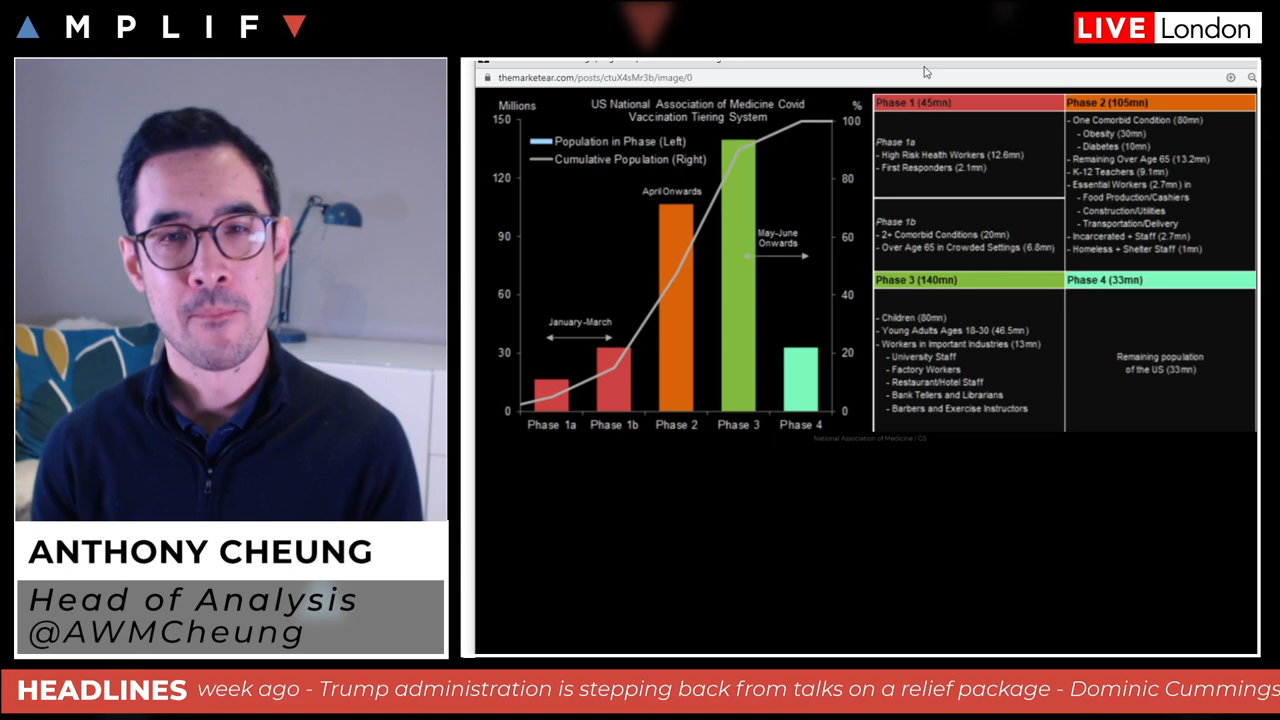 MPLIF
LIVE London
themarketear.com/posts/ctuX4sMr3b/image/0
Millions
US National Association of Medicine Covid
Vaccination Tiering System
%
150
120
90
60
30
0
Population in Phase (Left)
Cumulative Population (Right)
April Onwards
May-June
Onwards
January-March
100
80
60
40
20
0
Phase 1a
Phase 1b
Phase 2
Phase 3
Phase 4
Phase 1 (45mn)
Phase 1a
- High Risk Health Workers (12.6mn)
- First Responders (2.1mn)
Phase 1b
- 2+ Comorbid Conditions (20mn)
- Over Age 65 in Crowded Settings (6.8mn)
Phase 2 (105mn)
- One Comorbid Condition (80mn)
- Obesity (30mn)
- Diabetes (10mn)
- Remaining Over Age 65 (13.2mn)
- K-12 Teachers (9.1mn)
- Essential Workers (2.7mn) in
- Food Production/Cashiers
- Construction/Utilities
- Transportation/Delivery
- Incarcerated + Staff (2.7mn)
- Homeless + Shelter Staff (1mn)
Phase 3 (140mn)
- Children (80mn)
- Young Adults Ages 18-30 (46.5mn)
- Workers in Important Industries (13mn)
- University Staff
- Factory Workers
- Restaurant/Hotel Staff
- Bank Tellers and Librarians
- Barbers and Exercise Instructors
Phase 4 (33mn)
Remaining population
of the US (33mn)
National Association of Medicine / GS
ANTHONY CHEUNG
Head of Analysis
@AWMCheung
HEADLINES week ago - Trump administration is stepping back from talks on a relief package - Dominic Cummings